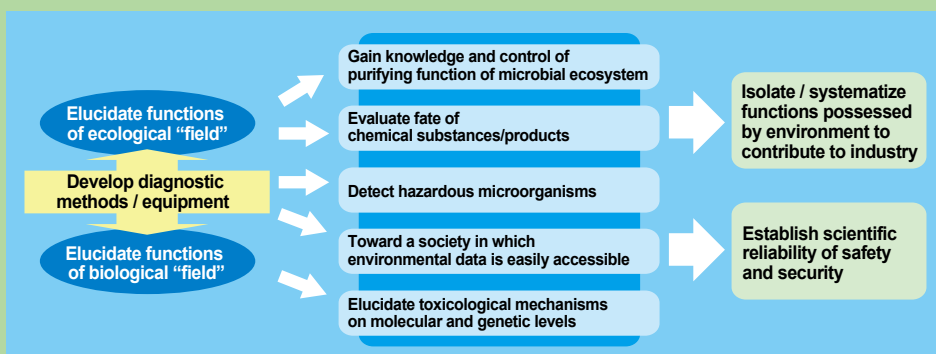 Elucidate functions
of ecological “field”
Develop diagnostic
methods / equipment
Elucidate functions
of biological “field”
Gain knowledge and control of
purifying function of microbial ecosystem
Evaluate fate of
chemical substances/products
Detect hazardous microorganisms
Toward a society in which
environmental data is easily accessible
Elucidate toxicological mechanisms
on molecular and genetic levels
Isolate / systematize
functions possessed
by environment to
contribute to industry
Establish scientific
reliability of safety
and security